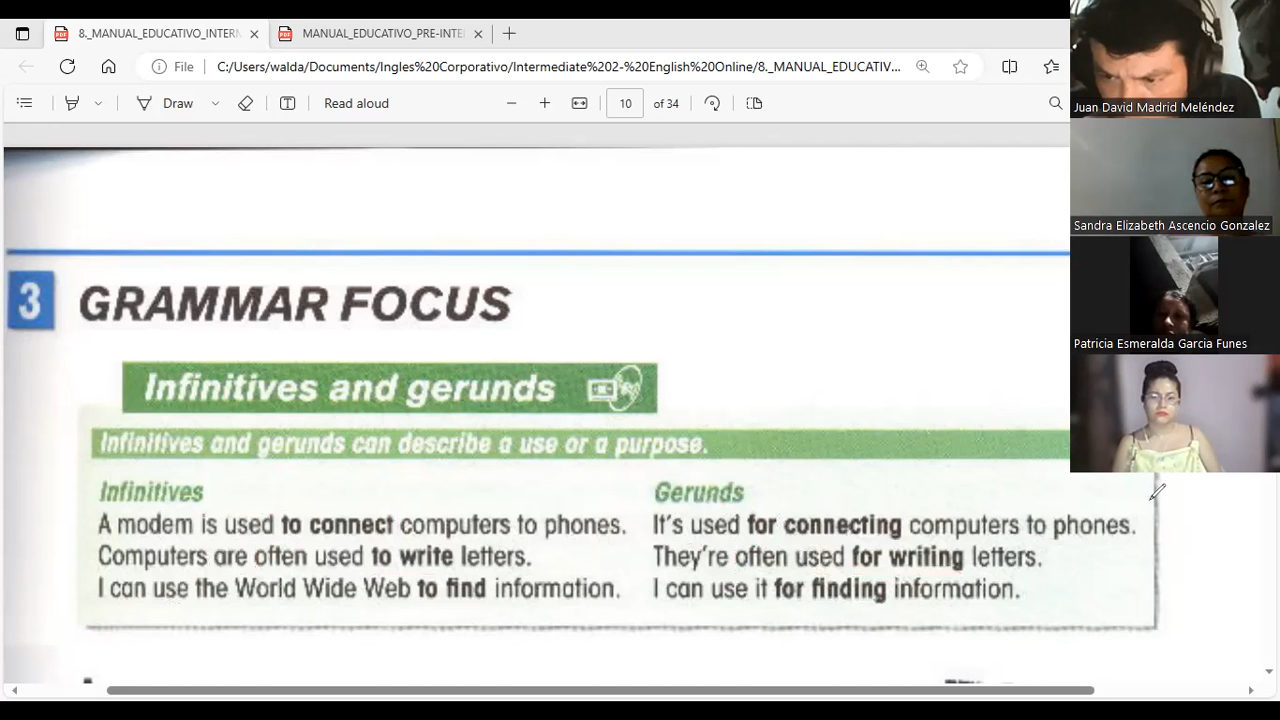 8._MANUAL_EDUCATIVO_INTERN
MANUAL_EDUCATIVO_PRE-INTE
File
C:/Users/walda/Documents/Ingles%20Corporativo/Intermediate%202-%20English%20Online/8._MANUAL_EDUCATIV...
Draw
Read aloud
10
of 34
Juan David Madrid Meléndez
Sandra Elizabeth Ascencio Gonzalez
Patricia Esmeralda Garcia Funes
3
GRAMMAR FOCUS
Infinitives and gerunds
Infinitives and gerunds can describe a use or a purpose.
Infinitives
A modem is used to connect computers to phones.
Computers are often used to write letters.
I can use the World Wide Web to find information.
Gerunds
It's used for connecting computers to phones.
They're often used for writing letters.
I can use it for finding information.